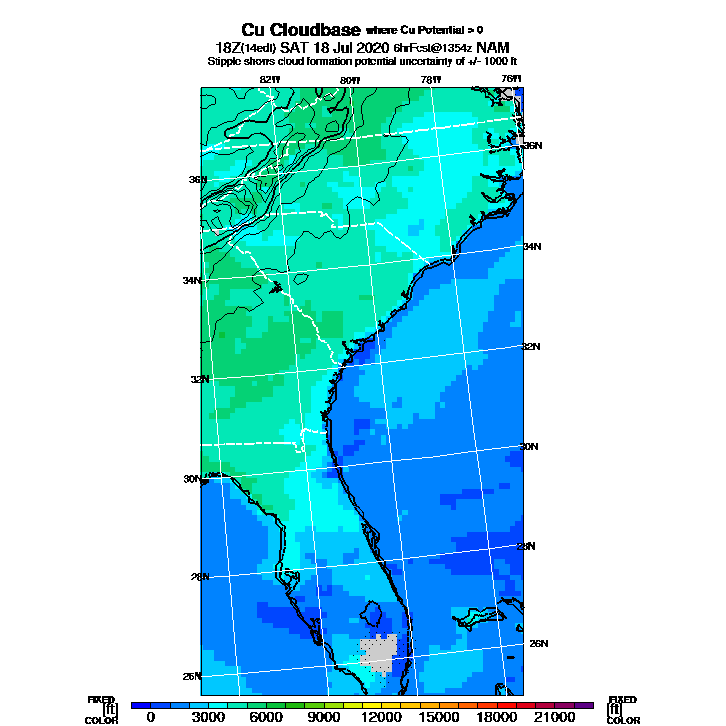 Cu Cloudbase where Cu Potential > 0
18Z(14edt) SAT 18 Jul 2020 6hrFcst@1354z NAM
Stipple shows cloud formation potential uncertainty of +/- 1000 ft
82W 80W 78W 76W
36N
36N
34N
34N
32N
32N
30N
30N
28N
28N
26N
26N
FIXED FIXED
[ft] [ft]
COLOR COLOR
0 3000 6000 9000 12000 15000 18000 21000